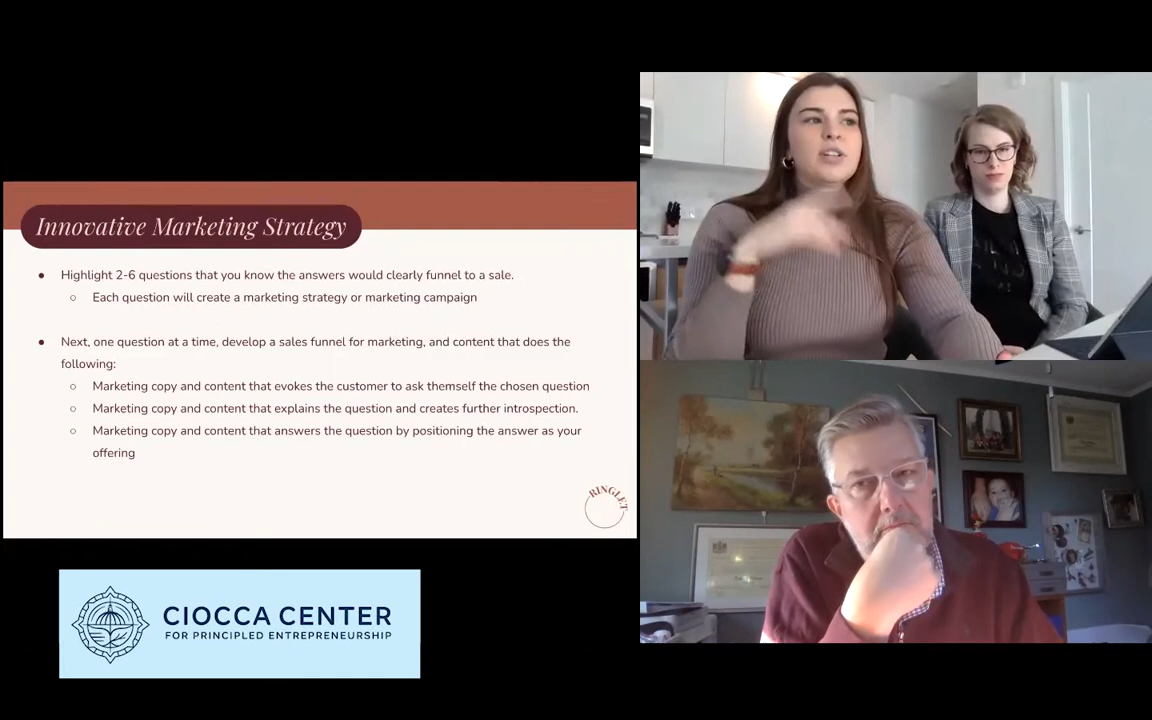 Innovative Marketing Strategy
● Highlight 2-6 questions that you know the answers would clearly funnel to a sale.
○ Each question will create a marketing strategy or marketing campaign
● Next, one question at a time, develop a sales funnel for marketing, and content that does the
following:
○ Marketing copy and content that evokes the customer to ask themself the chosen question
○ Marketing copy and content that explains the question and creates further introspection.
○ Marketing copy and content that answers the question by positioning the answer as your
offering
RINGLET
CIOCCA CENTER
FOR PRINCIPLED ENTREPRENEURSHIP